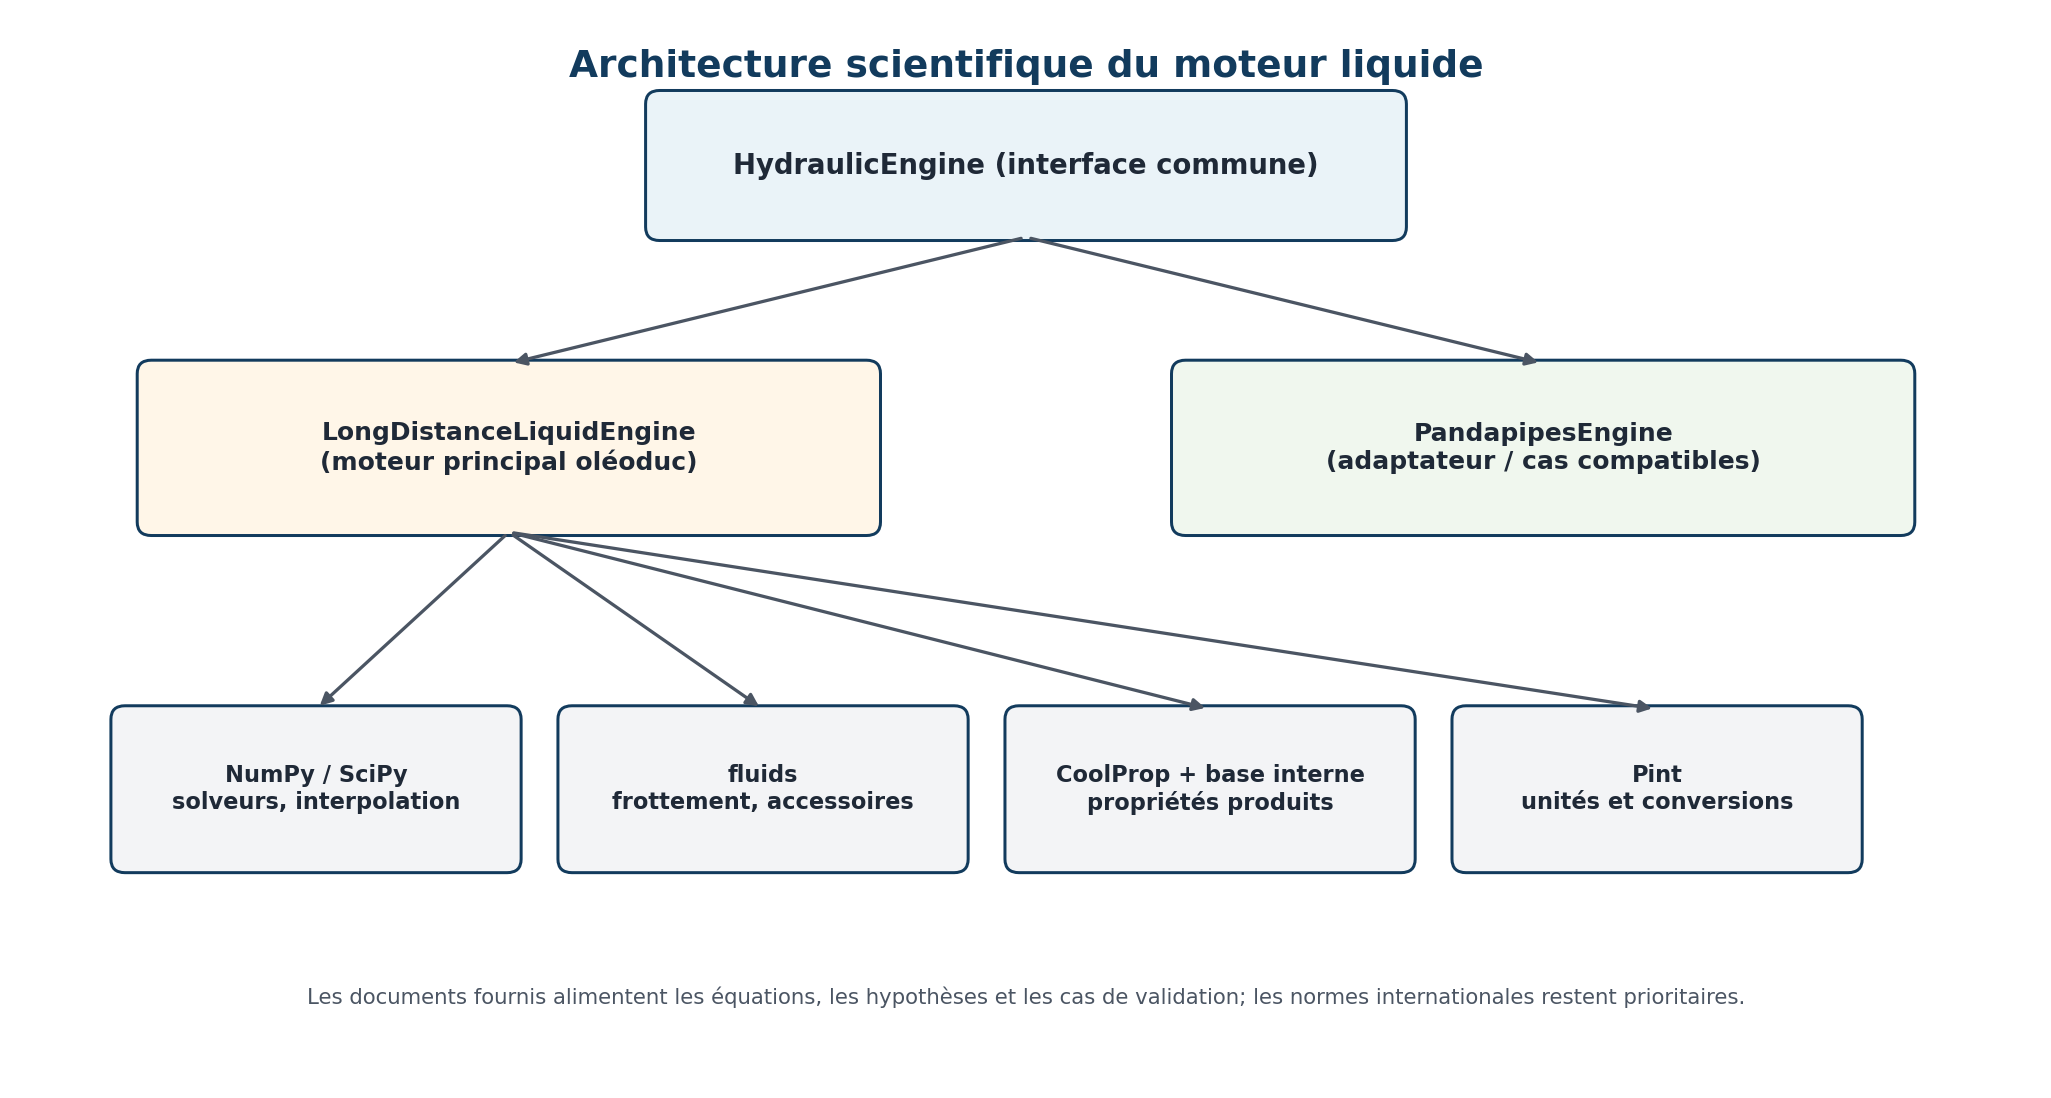 Architecture scientifique du moteur liquide
HydraulicEngine (interface commune)
LongDistanceLiquidEngine
(moteur principal oléoduc)
PandapipesEngine
(adaptateur / cas compatibles)
NumPy / SciPy
solveurs, interpolation
fluids
frottement, accessoires
CoolProp + base interne
propriétés produits
Pint
unités et conversions
Les documents fournis alimentent les équations, les hypothèses et les cas de validation; les normes internationales restent prioritaires.